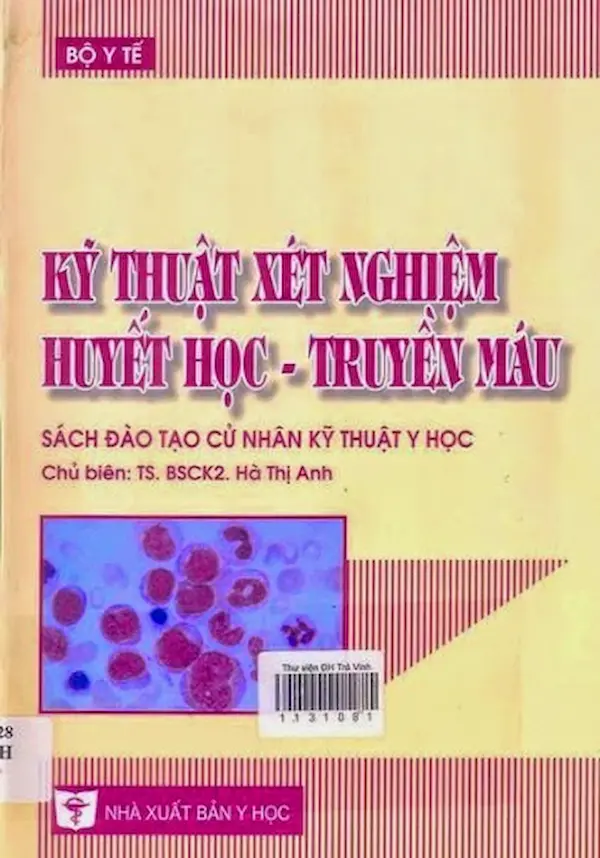 BỘ Y TẾ
KỸ THUẬT XÉT NGHIỆM
HUYẾT HỌC - TRUYỀN MÁU
SÁCH ĐÀO TẠO CỬ NHÂN KỸ THUẬT Y HỌC
Chủ biên: TS. BSCK2. Hà Thị Anh
Thư viện ĐH Trà Vinh
1131081
28
H
NHÀ XUẤT BẢN Y HỌC